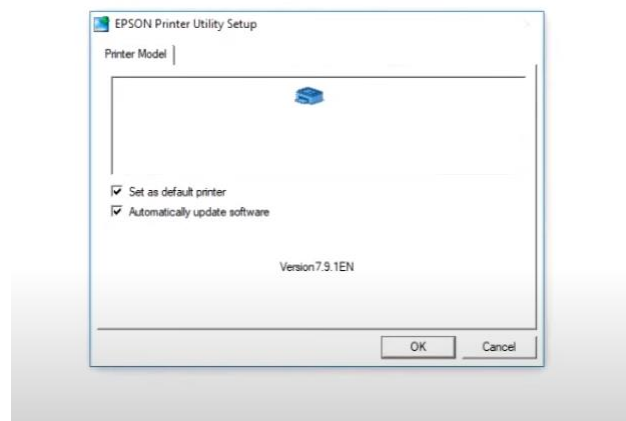 EPSON Printer Utility Setup
Printer Model
Set as default printer
Automatically update software
Version7.9.1EN
OK
Cancel